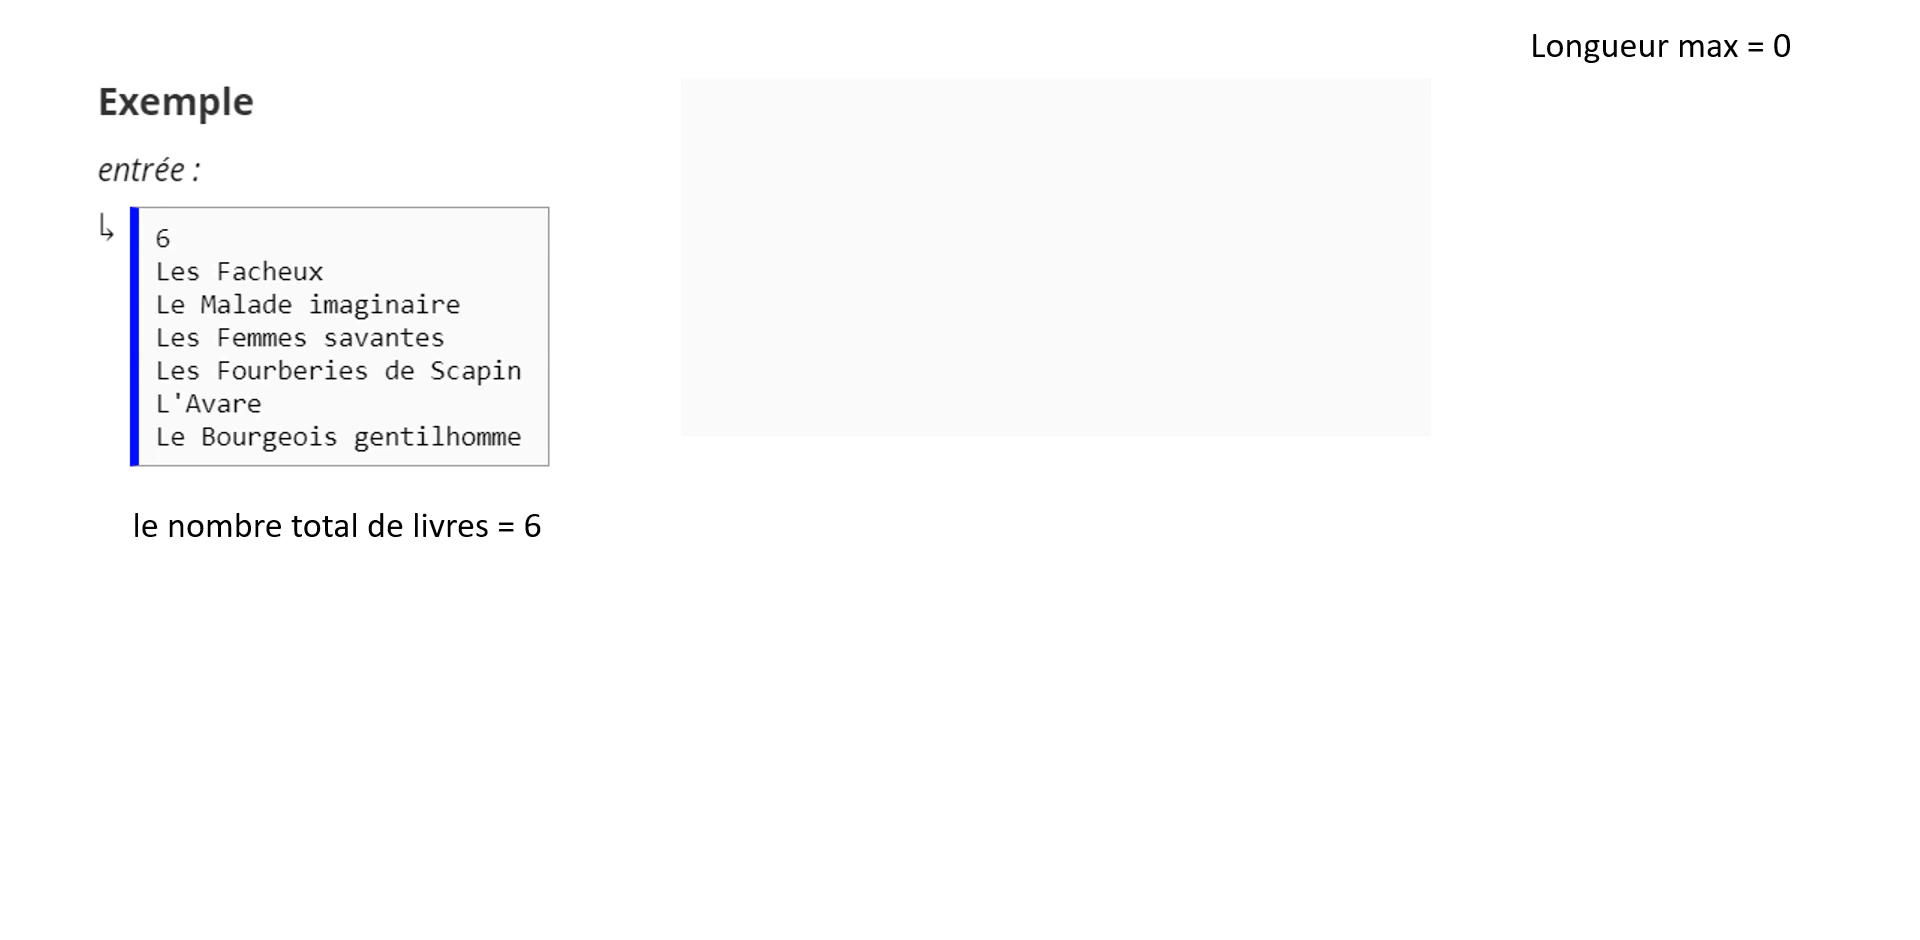 Longueur max = 0
Exemple
entrée :
6
Les Facheux
Le Malade imaginaire
Les Femmes savantes
Les Fourberies de Scapin
L'Avare
Le Bourgeois gentilhomme
le nombre total de livres = 6